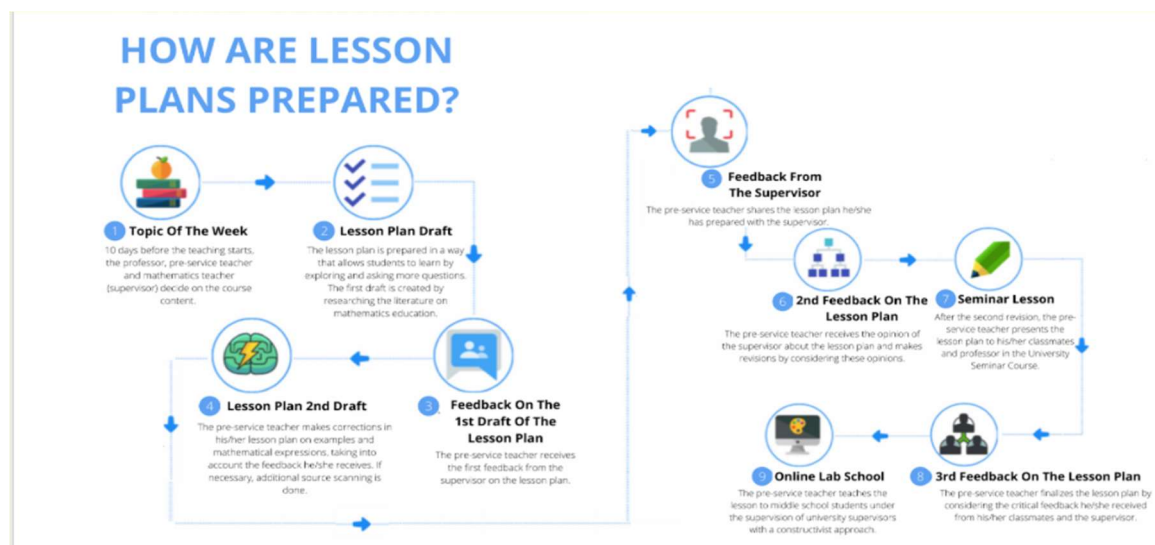 HOW ARE LESSON
PLANS PREPARED?
1 Topic Of The Week
10 days before the teaching starts,
the professor, pre-service teacher
and mathematics teacher
(supervisor) decide on the course
content.
2 Lesson Plan Draft
The lesson plan is prepared in a way
that allows students to learn by
exploring and asking more questions.
The first draft is created by
researching the literature on
mathematics education.
3 Feedback On The
1st Draft Of The
Lesson Plan
The pre-service teacher receives
the first feedback from the
supervisor on the lesson plan.
4 Lesson Plan 2nd Draft
The pre-service teacher makes corrections in
his/her lesson plan on examples and
mathematical expressions, taking into
account the feedback he/she receives. If
necessary, additional source scanning is
done.
5 Feedback From
The Supervisor
The pre-service teacher shares the lesson plan he/she
has prepared with the supervisor.
6 2nd Feedback On The
Lesson Plan
The pre-service teacher receives the opinion of
the supervisor about the lesson plan and makes
revisions by considering these opinions.
7 Seminar Lesson
After the second revision, the pre-
service teacher presents the
lesson plan to his/her classmates
and professor in the University
Seminar Course.
8 3rd Feedback On The Lesson Plan
The pre-service teacher finalizes the lesson plan by
considering the critical feedback he/she received
from his/her classmates and the supervisor.
9 Online Lab School
The pre-service teacher teaches the
lesson to middle school students under
the supervision of university supervisors
with a constructivist approach.